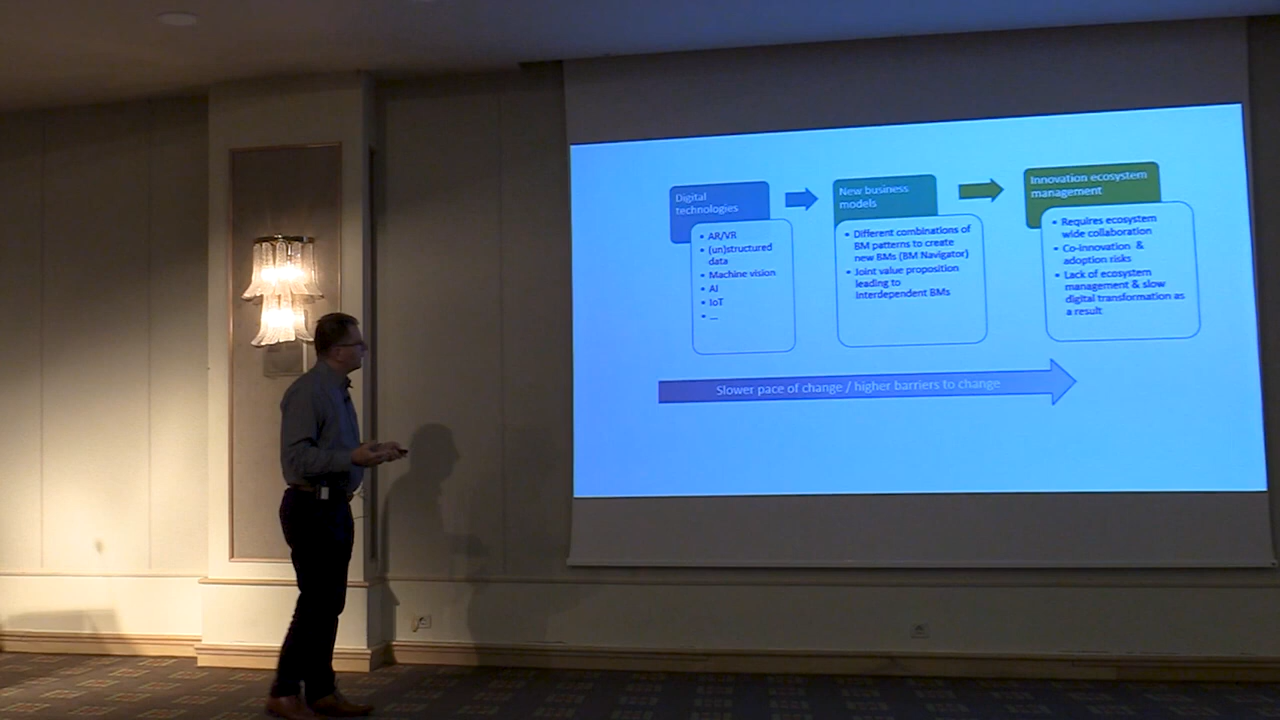 Digital
technologies
• AR/VR
• (un)structured
data
• Machine vision
• AI
• IoT
• ...
New business
models
• Different combinations of
BM patterns to create
new BMs (BM Navigator)
• Joint value proposition
leading to
interdependent BMs
Innovation ecosystem
management
• Requires ecosystem
wide collaboration
• Co-innovation &
adoption risks
• Lack of ecosystem
management & slow
digital transformation as
a result
Slower pace of change / higher barriers to change